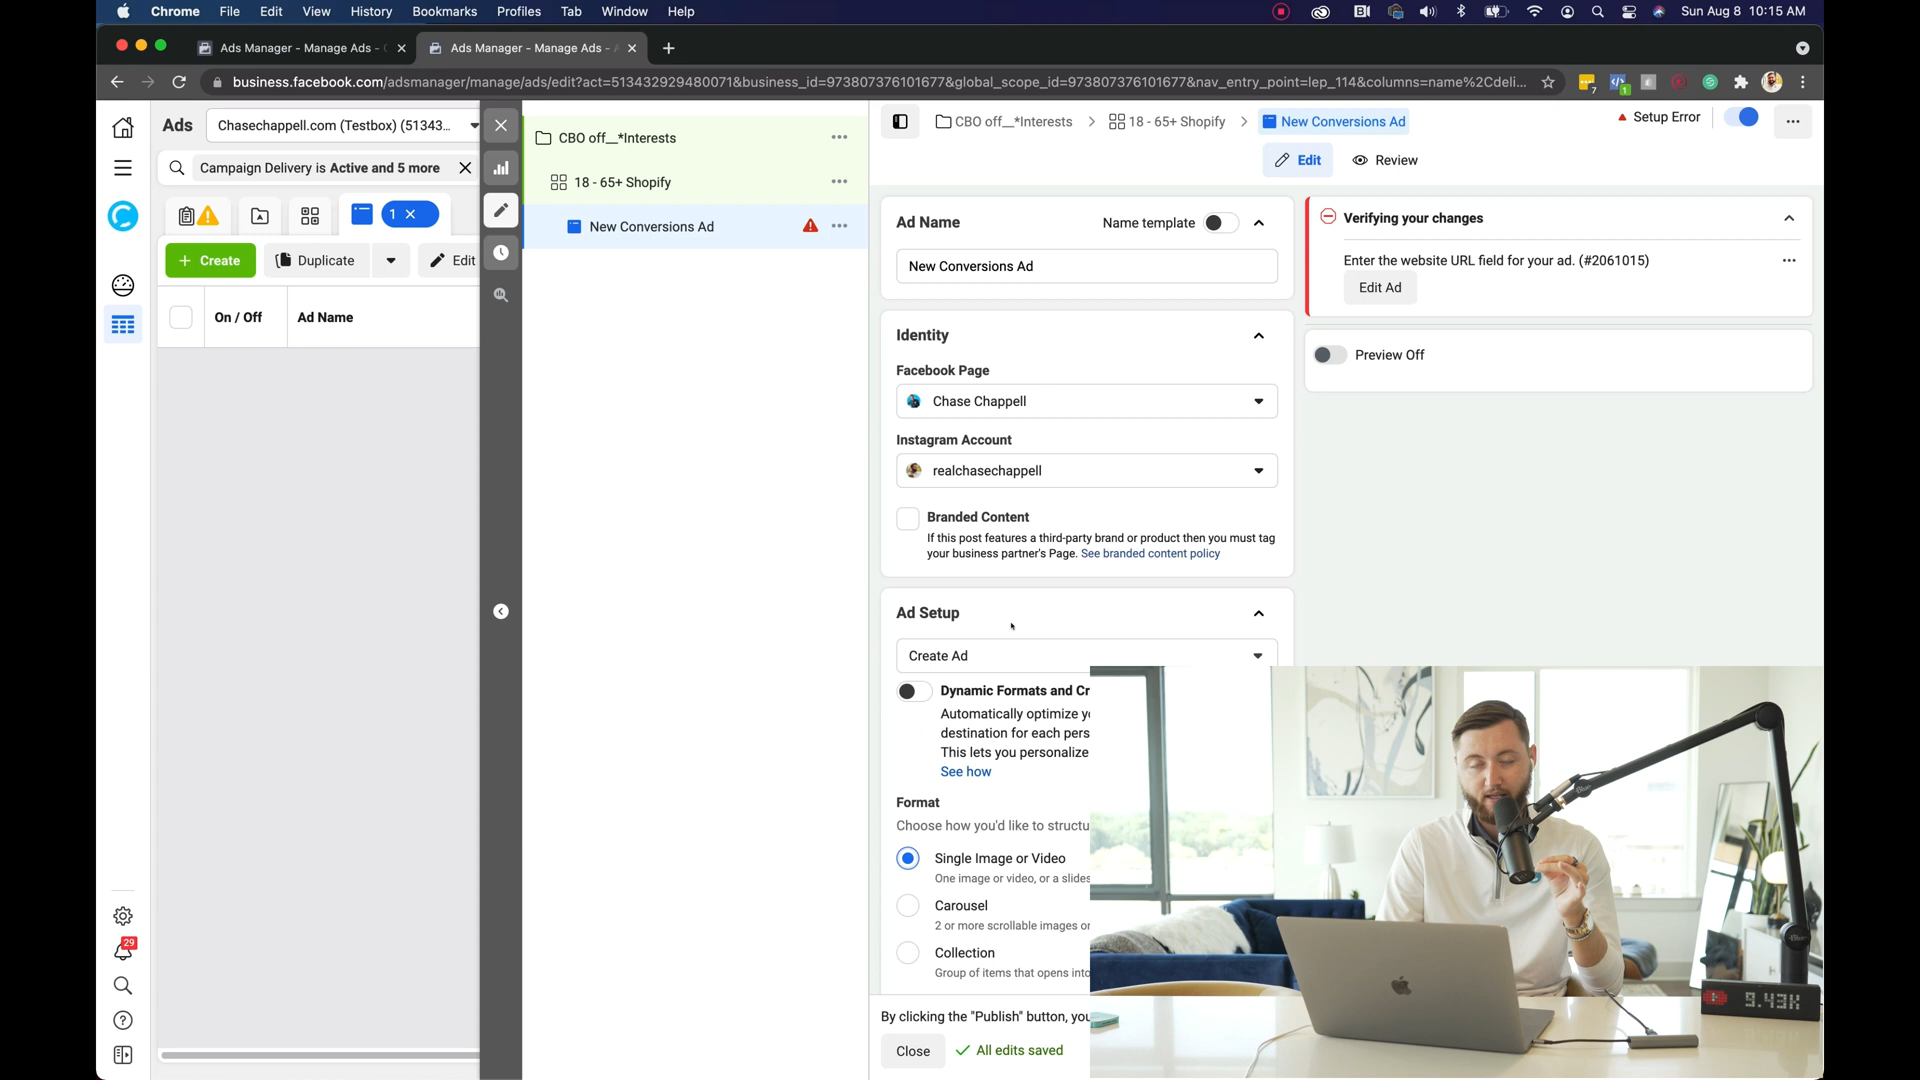 Chrome File Edit View History Bookmarks Profiles Tab Window Help Sun Aug 8 10:15 AM
Ads Manager - Manage Ads - Ads Manager - Manage Ads -
business.facebook.com/adsmanager/manage/ads/edit?act=513432929480071&business_id=973807376101677&global_scope_id=973807376101677&nav_entry_point=lep_114&columns=name%2Cdeli...
7
1
Ads
Chasechappell.com (Testbox) (51343...
Campaign Delivery is Active and 5 more
1
Create
Duplicate
Edit
On / Off
Ad Name
29
CBO off__*Interests
18 - 65+ Shopify
New Conversions Ad
CBO off__*Interests
18 - 65+ Shopify
New Conversions Ad
Setup Error
Edit
Review
Ad Name
Name template
New Conversions Ad
Identity
Facebook Page
Chase Chappell
Instagram Account
realchasechappell
Branded Content
If this post features a third-party brand or product then you must tag
your business partner's Page. See branded content policy
Ad Setup
Create Ad
Dynamic Formats and Cr
Automatically optimize yo
destination for each pers
This lets you personalize
See how
Format
Choose how you'd like to structu
Single Image or Video
One image or video, or a slides
Carousel
2 or more scrollable images or
Collection
Group of items that opens into
By clicking the "Publish" button, you
Close
All edits saved
Verifying your changes
Enter the website URL field for your ad. (#2061015)
Edit Ad
Preview Off
9.43K